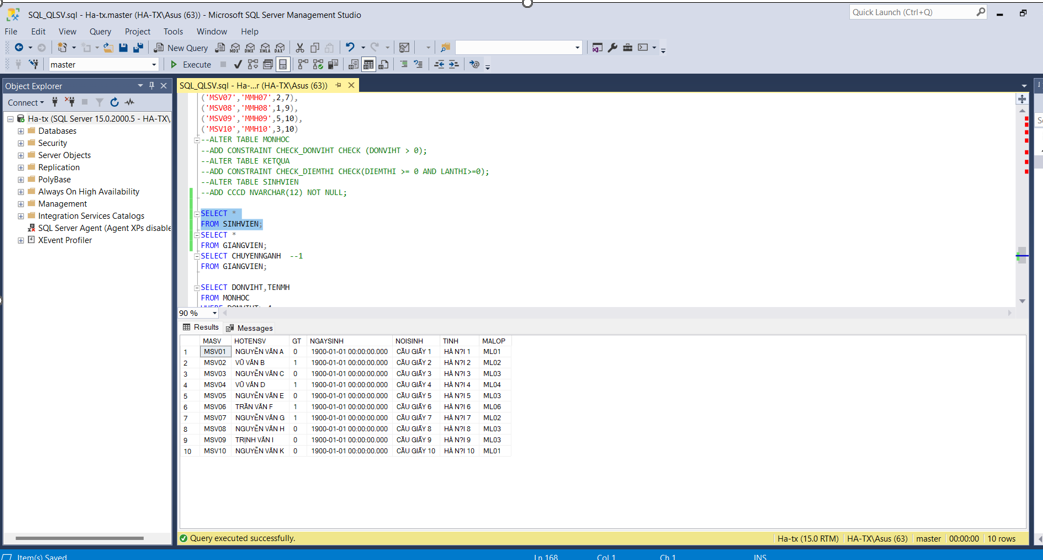 SQL_QLSV.sql - Ha-tx.master (HA-TX\Asus (63)) - Microsoft SQL Server Management Studio
Quick Launch (Ctrl+Q)
File Edit View Query Project Tools Window Help
New Query
MDX DMX XMLA DAX
master Execute
Object Explorer
SQL_QLSV.sql - Ha-...r (HA-TX\Asus (63))
Connect
Ha-tx (SQL Server 15.0.2000.5 - HA-TX\
Databases
Security
Server Objects
Replication
PolyBase
Always On High Availability
Management
Integration Services Catalogs
SQL Server Agent (Agent XPs disable
XEvent Profiler
('MSV07','MMH07',2,7),
('MSV08','MMH08',1,9),
('MSV09','MMH09',5,10),
('MSV10','MMH10',3,10)
--ALTER TABLE MONHOC
--ADD CONSTRAINT CHECK_DONVIHT CHECK (DONVIHT > 0);
--ALTER TABLE KETQUA
--ADD CONSTRAINT CHECK_DIEMTHI CHECK(DIEMTHI >= 0 AND LANTHI>=0);
--ALTER TABLE SINHVIEN
--ADD CCCD NVARCHAR(12) NOT NULL;
SELECT *
FROM SINHVIEN;
SELECT *
FROM GIANGVIEN;
SELECT CHUYENNGANH --1
FROM GIANGVIEN;
SELECT DONVIHT,TENMH
FROM MONHOC
90 %
Results Messages
MASV HOTENSV GT NGAYSINH NOISINH TINH MALOP
1 MSV01 NGUYỄN VĂN A 0 1900-01-01 00:00:00.000 CẦU GIẤY 1 HÀ N?I 1 ML01
2 MSV02 VŨ VĂN B 1 1900-01-01 00:00:00.000 CẦU GIẤY 2 HÀ N?I 2 ML02
3 MSV03 NGUYỄN VĂN C 0 1900-01-01 00:00:00.000 CẦU GIẤY 3 HÀ N?I 3 ML03
4 MSV04 VŨ VĂN D 1 1900-01-01 00:00:00.000 CẦU GIẤY 4 HÀ N?I 4 ML04
5 MSV05 NGUYỄN VĂN E 0 1900-01-01 00:00:00.000 CẦU GIẤY 5 HÀ N?I 5 ML03
6 MSV06 TRẦN VĂN F 1 1900-01-01 00:00:00.000 CẦU GIẤY 6 HÀ N?I 6 ML06
7 MSV07 NGUYỄN VĂN G 1 1900-01-01 00:00:00.000 CẦU GIẤY 7 HÀ N?I 7 ML02
8 MSV08 NGUYỄN VĂN H 0 1900-01-01 00:00:00.000 CẦU GIẤY 8 HÀ N?I 8 ML03
9 MSV09 TRỊNH VĂN I 0 1900-01-01 00:00:00.000 CẦU GIẤY 9 HÀ N?I 9 ML03
10 MSV10 NGUYỄN VĂN K 0 1900-01-01 00:00:00.000 CẦU GIẤY 10 HÀ N?I 10 ML01
Query executed successfully. Ha-tx (15.0 RTM) HA-TX\Asus (63) master 00:00:00 10 rows
Item(s) Saved Ln 168 Col 1 Ch 1 INS